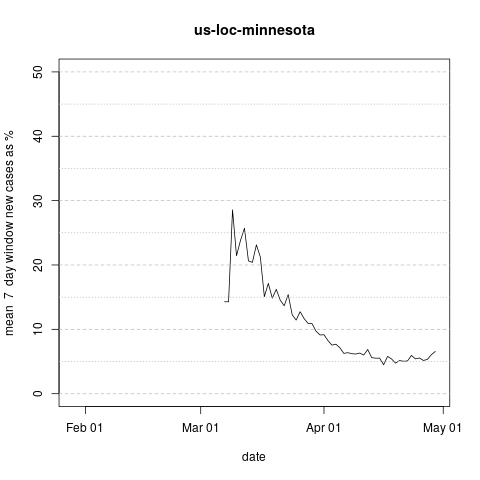 us-loc-minnesota
50
40
30
20
10
0
mean  7  day window new cases as %
Feb 01
Mar 01
Apr 01
May 01
date